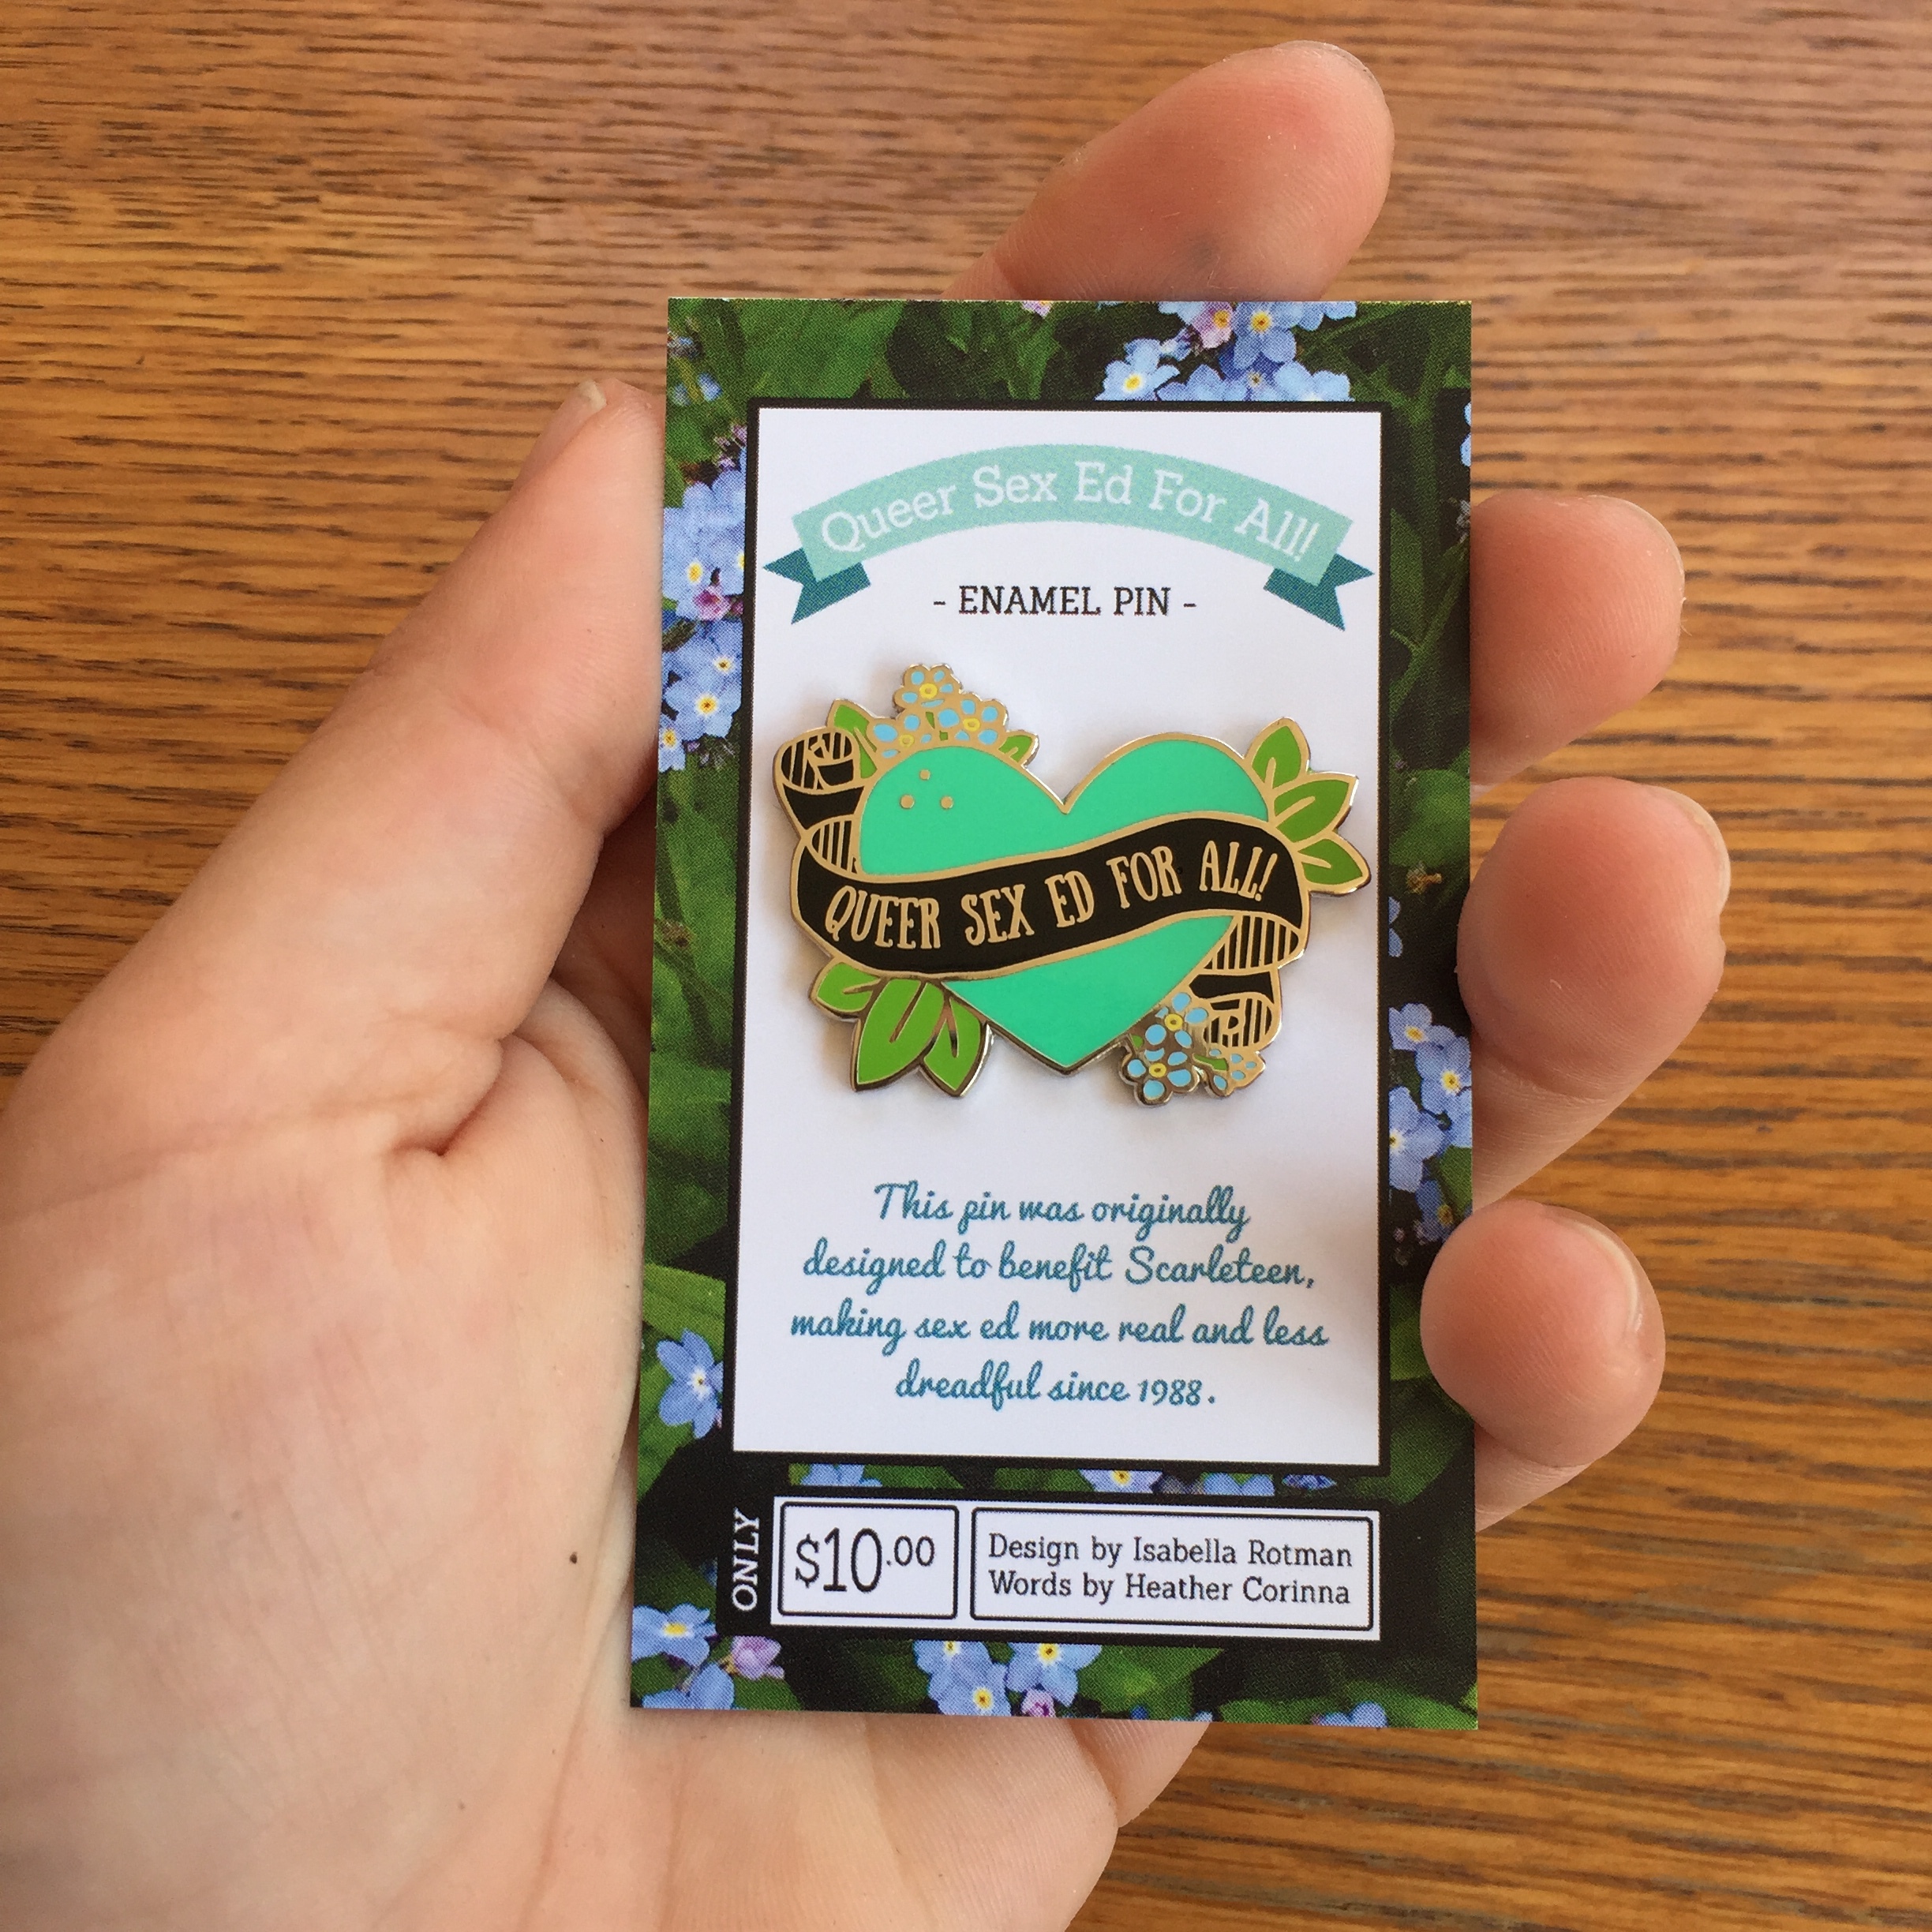 Queer Sex Ed For All!
- ENAMEL PIN -
QUEER SEX ED FOR ALL!
This pin was originally
designed to benefit Scarleteen,
making sex ed more real and less
dreadful since 1988.
ONLY
$10.00
Design by Isabella Rotman
Words by Heather Corinna